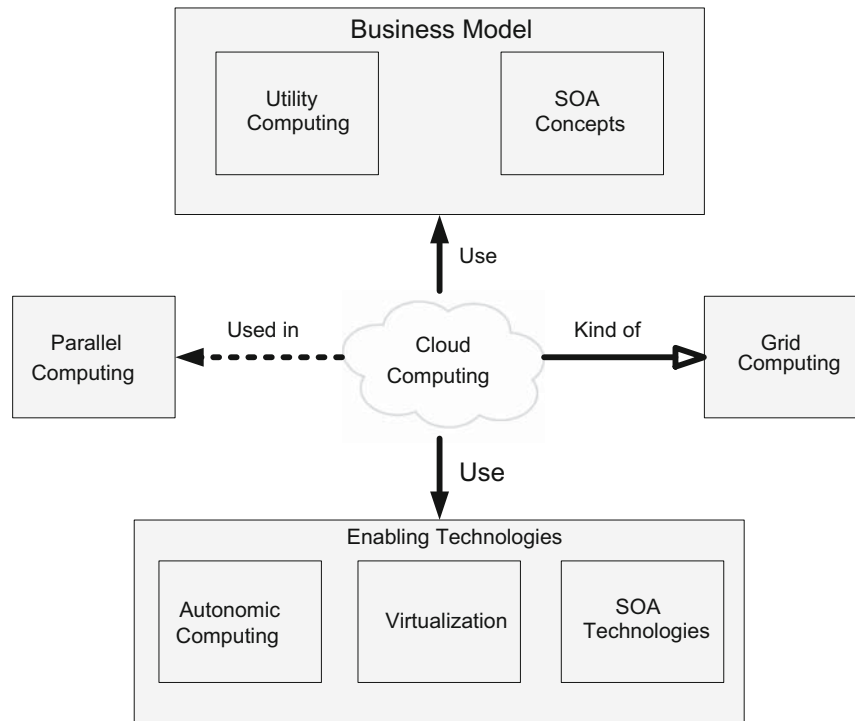 Business Model
Utility
Computing
SOA
Concepts
Use
Parallel
Computing
Used in
Cloud
Computing
Kind of
Grid
Computing
Use
Enabling Technologies
Autonomic
Computing
Virtualization
SOA
Technologies